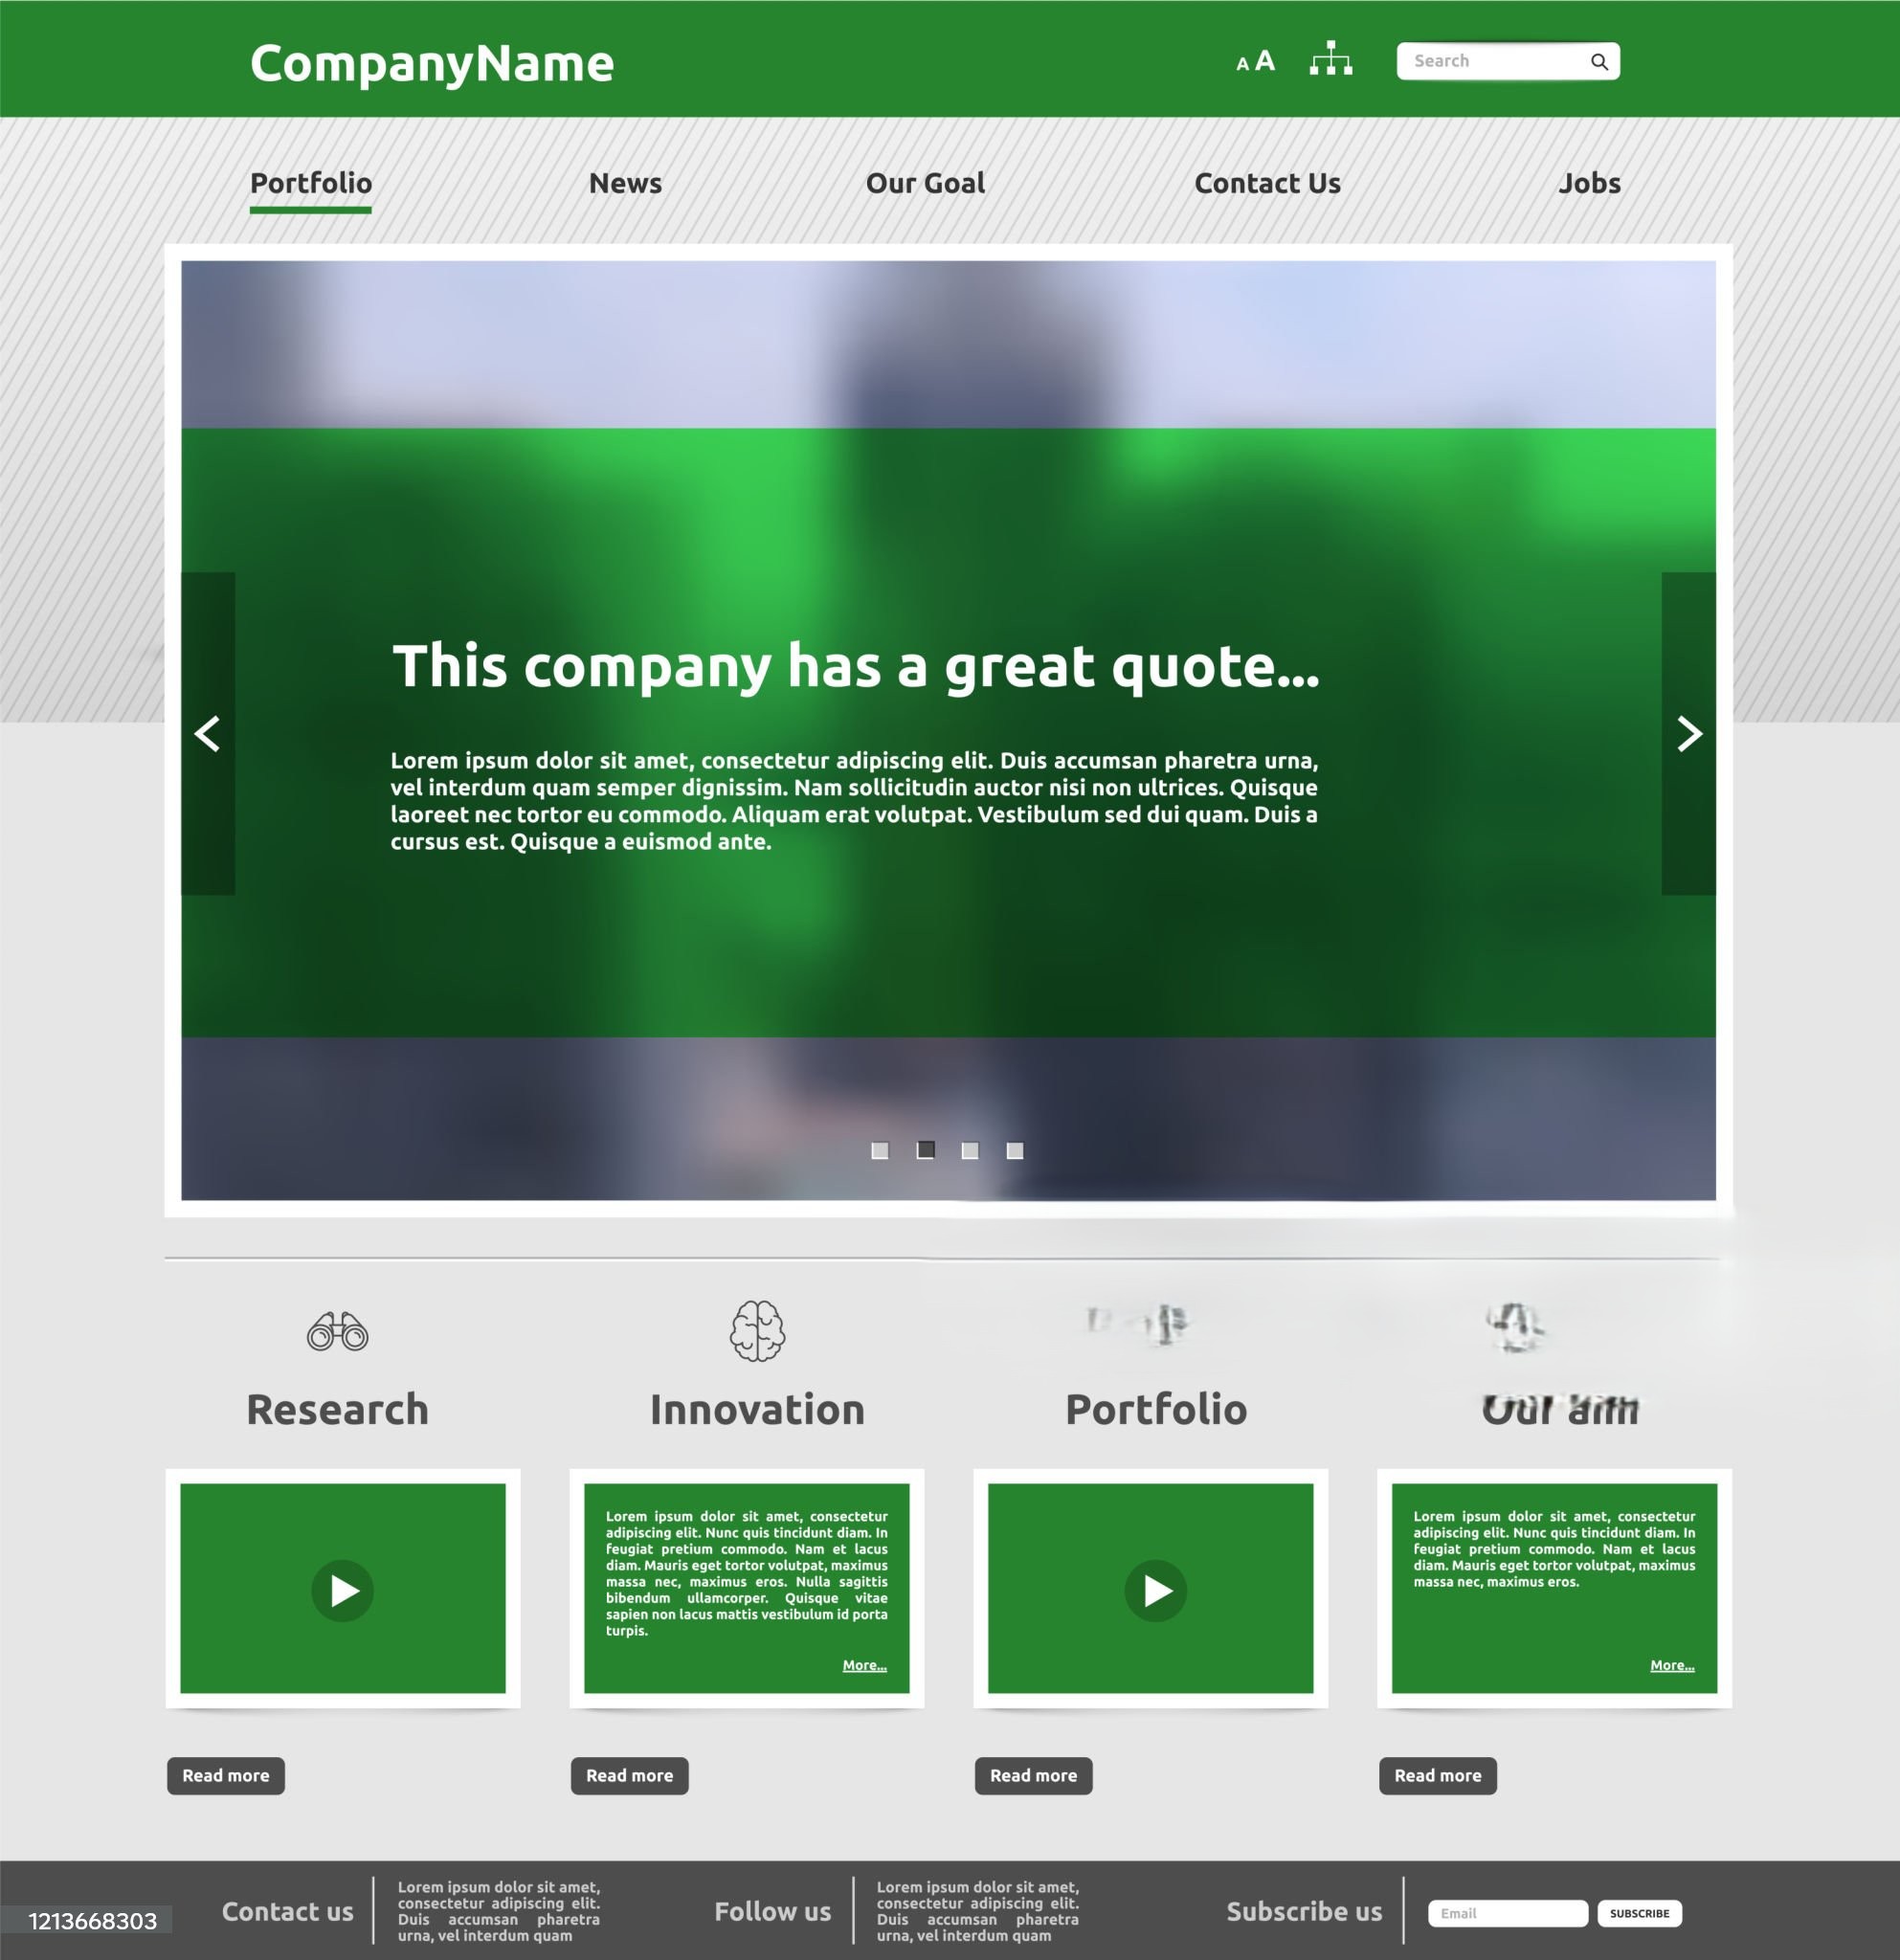 CompanyName
A A
Search
Portfolio
News
Our Goal
Contact Us
Jobs
This company has a great quote...
Lorem ipsum dolor sit amet, consectetur adipiscing elit. Duis accumsan pharetra urna,
vel interdum quam semper dignissim. Nam sollicitudin auctor nisi non ultrices. Quisque
laoreet nec tortor eu commodo. Aliquam erat volutpat. Vestibulum sed dui quam. Duis a
cursus est. Quisque a euismod ante.
Research
Innovation
Portfolio
Our aim
Lorem ipsum dolor sit amet, consectetur
adipiscing elit. Nunc quis tincidunt diam. In
feugiat pretium commodo. Nam et lacus
diam. Mauris eget tortor volutpat, maximus
massa nec, maximus eros. Nulla sagittis
bibendum ullamcorper. Quisque vitae
sapien non lacus mattis vestibulum id porta
turpis.
More...
Lorem ipsum dolor sit amet, consectetur
adipiscing elit. Nunc quis tincidunt diam. In
feugiat pretium commodo. Nam et lacus
diam. Mauris eget tortor volutpat, maximus
massa nec, maximus eros.
More...
Read more
Read more
Read more
Read more
Contact us
Lorem ipsum dolor sit amet,
consectetur adipiscing elit.
Duis accumsan pharetra
urna, vel interdum quam
Follow us
Lorem ipsum dolor sit amet,
consectetur adipiscing elit.
Duis accumsan pharetra
urna, vel interdum quam
Subscribe us
Email
SUBSCRIBE
1213668303